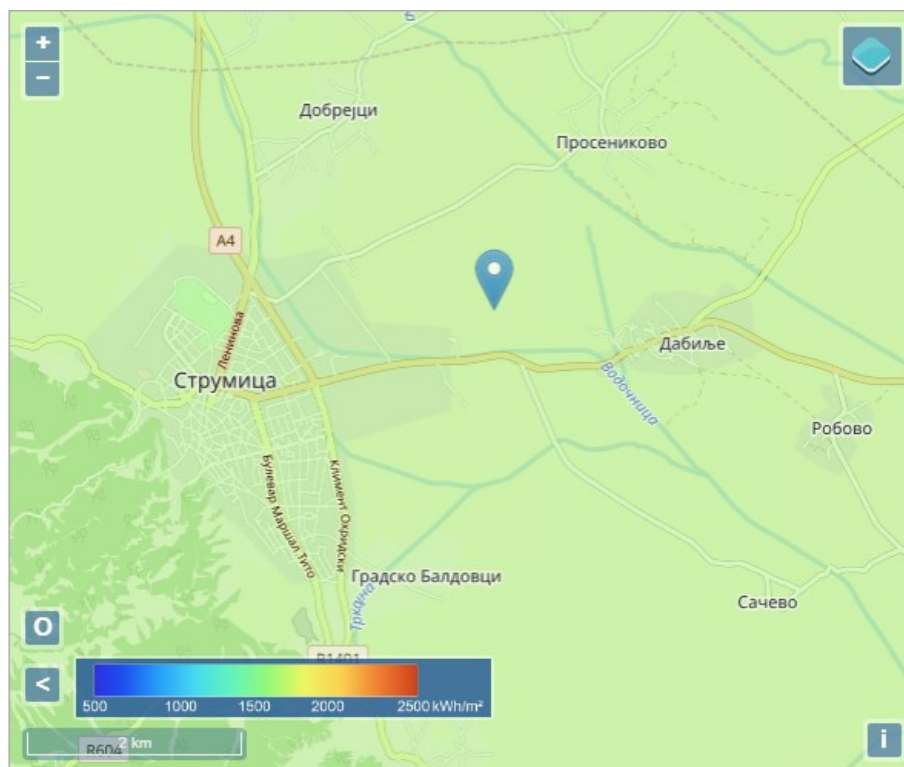 +
−
Добрејци
Просениково
A4
Ленинова
Дабиље
Струмица
Водочница
Робово
Булевар Маршал Тито
Климент Охридски
Градско Балдовци
Сачево
Тркања
O
R1401
<
500 1000 1500 2000 2500 kWh/m²
2 km
R604
i